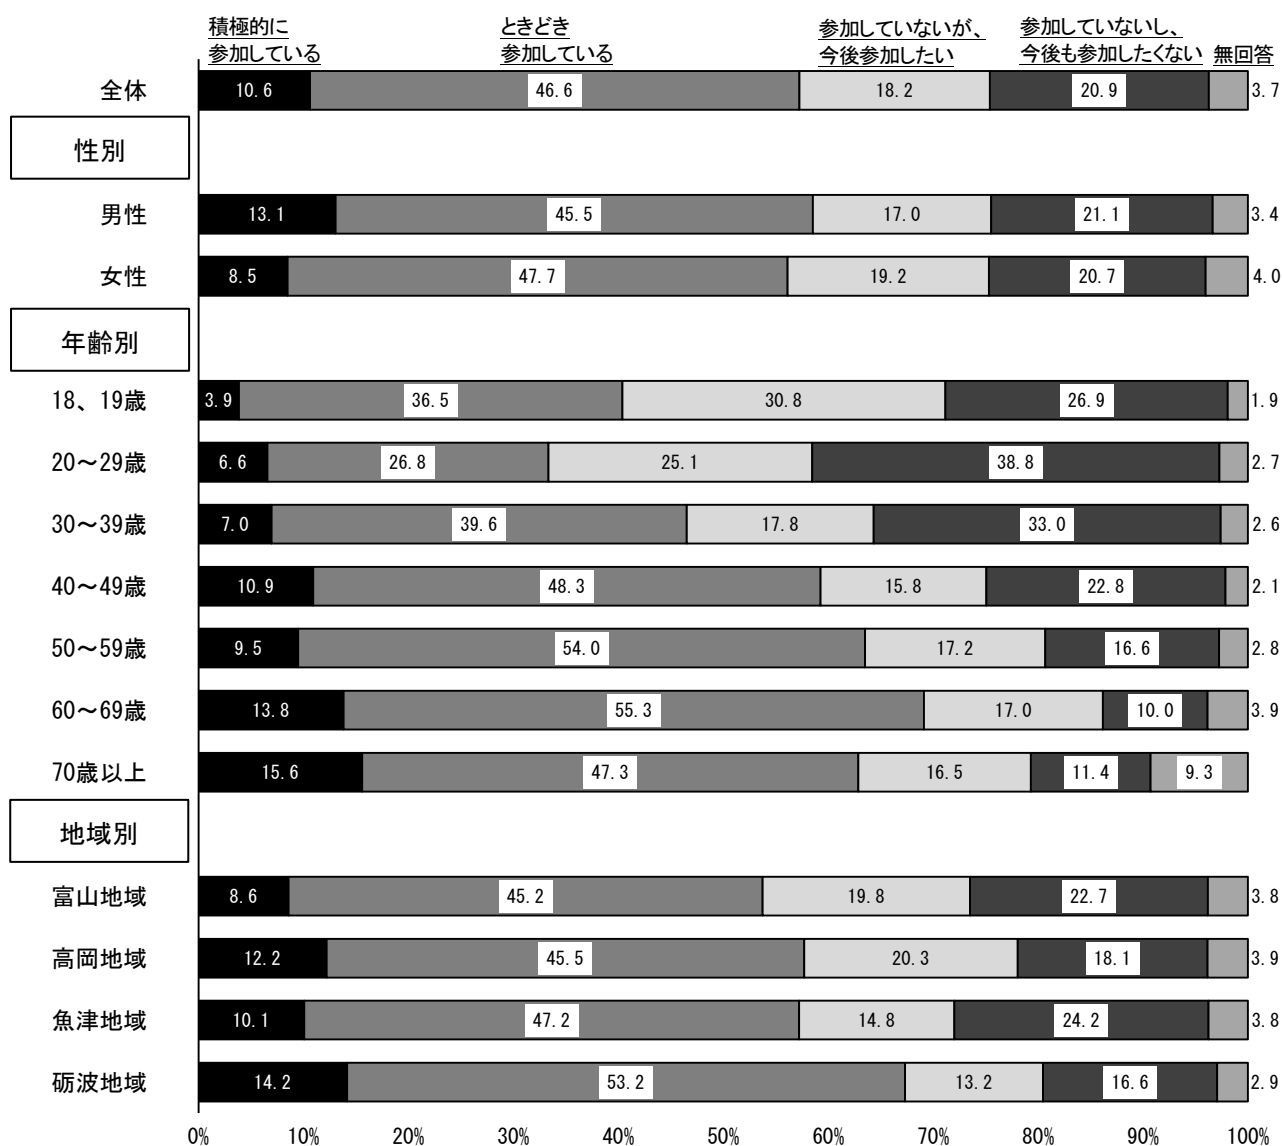 積極的に
参加している
ときどき
参加している
参加していないが、
今後参加したい
参加していないし、
今後も参加したくない
無回答
全体 10.6 46.6 18.2 20.9 3.7
性別
男性 13.1 45.5 17.0 21.1 3.4
女性 8.5 47.7 19.2 20.7 4.0
年齢別
18、19歳 3.9 36.5 30.8 26.9 1.9
20～29歳 6.6 26.8 25.1 38.8 2.7
30～39歳 7.0 39.6 17.8 33.0 2.6
40～49歳 10.9 48.3 15.8 22.8 2.1
50～59歳 9.5 54.0 17.2 16.6 2.8
60～69歳 13.8 55.3 17.0 10.0 3.9
70歳以上 15.6 47.3 16.5 11.4 9.3
地域別
富山地域 8.6 45.2 19.8 22.7 3.8
高岡地域 12.2 45.5 20.3 18.1 3.9
魚津地域 10.1 47.2 14.8 24.2 3.8
砺波地域 14.2 53.2 13.2 16.6 2.9
0% 10% 20% 30% 40% 50% 60% 70% 80% 90% 100%